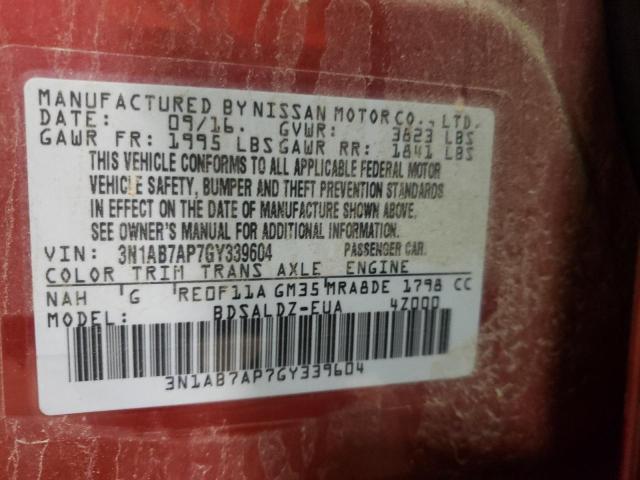 MANUFACTURED BY NISSAN MOTOR CO., LTD.
DATE: 09/16. GVWR: 3623 LBS
GAWR FR: 1995 LBS GAWR RR: 1841 LBS
THIS VEHICLE CONFORMS TO ALL APPLICABLE FEDERAL MOTOR
VEHICLE SAFETY, BUMPER AND THEFT PREVENTION STANDARDS
IN EFFECT ON THE DATE OF MANUFACTURE SHOWN ABOVE.
SEE OWNER'S MANUAL FOR ADDITIONAL INFORMATION.
VIN: 3N1AB7AP7GY339604 PASSENGER CAR.
COLOR TRIM TRANS AXLE ENGINE
NAH G RE0F11A GM35 MRA8DE 1798 CC
MODEL: BDSALDZ-EUA 4Z000
3N1AB7AP7GY339604